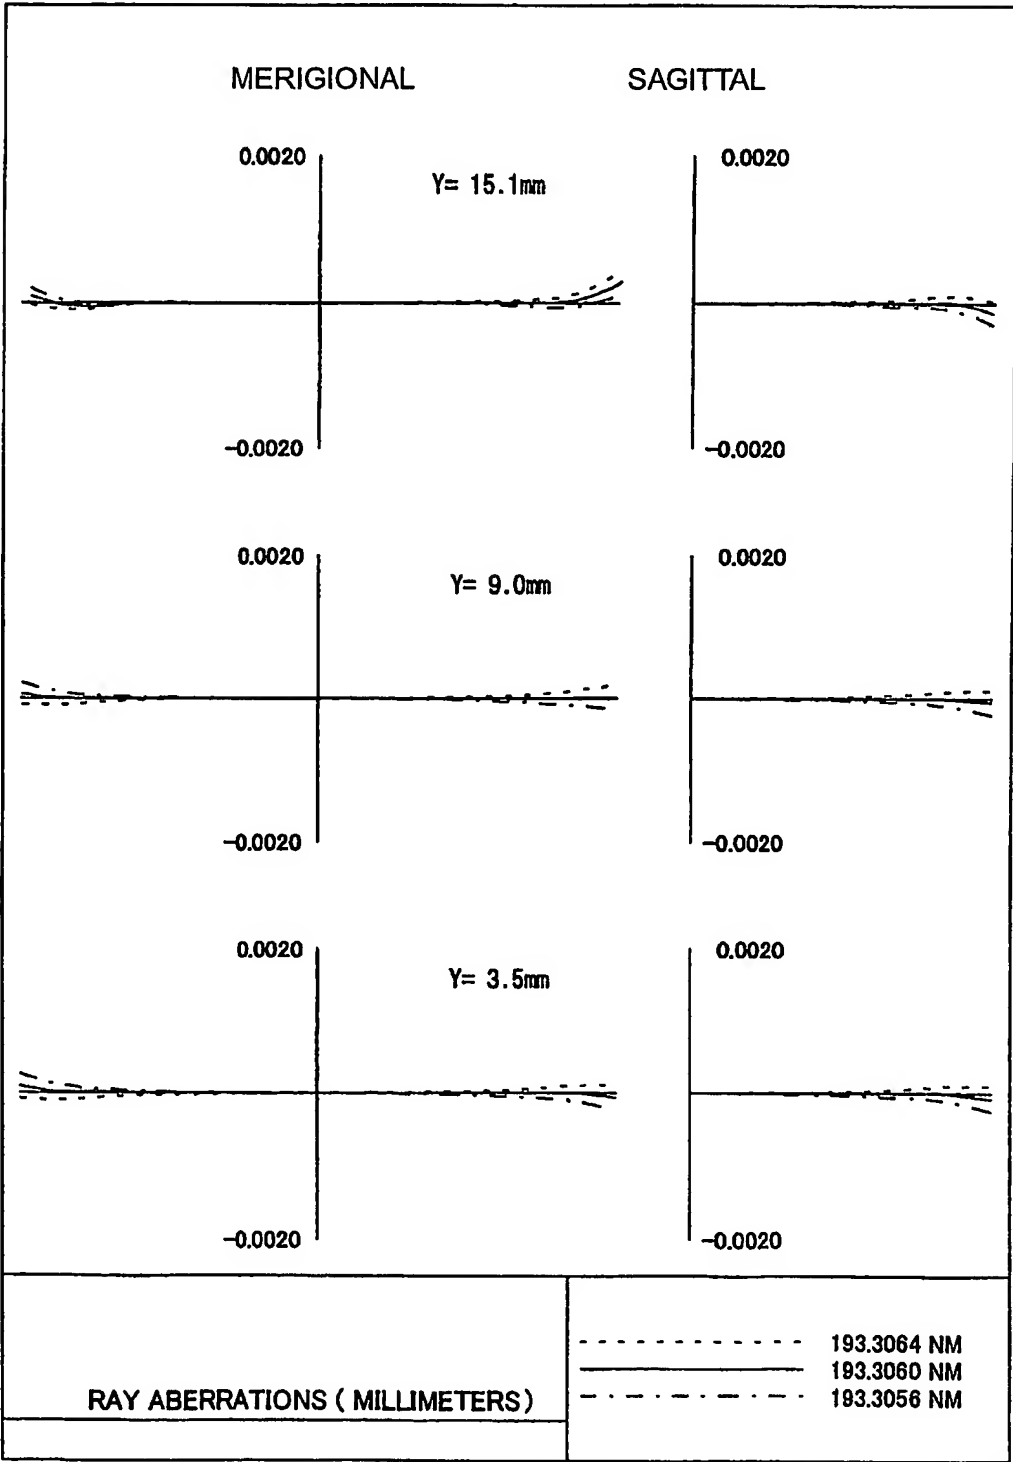 MERIGIONAL SAGITTAL
0.0020 0.0020
Y= 15.1mm
-0.0020 -0.0020
0.0020 0.0020
Y= 9.0mm
-0.0020 -0.0020
0.0020 0.0020
Y= 3.5mm
-0.0020 -0.0020
193.3064 NM
193.3060 NM
RAY ABERRATIONS ( MILLIMETERS) 193.3056 NM